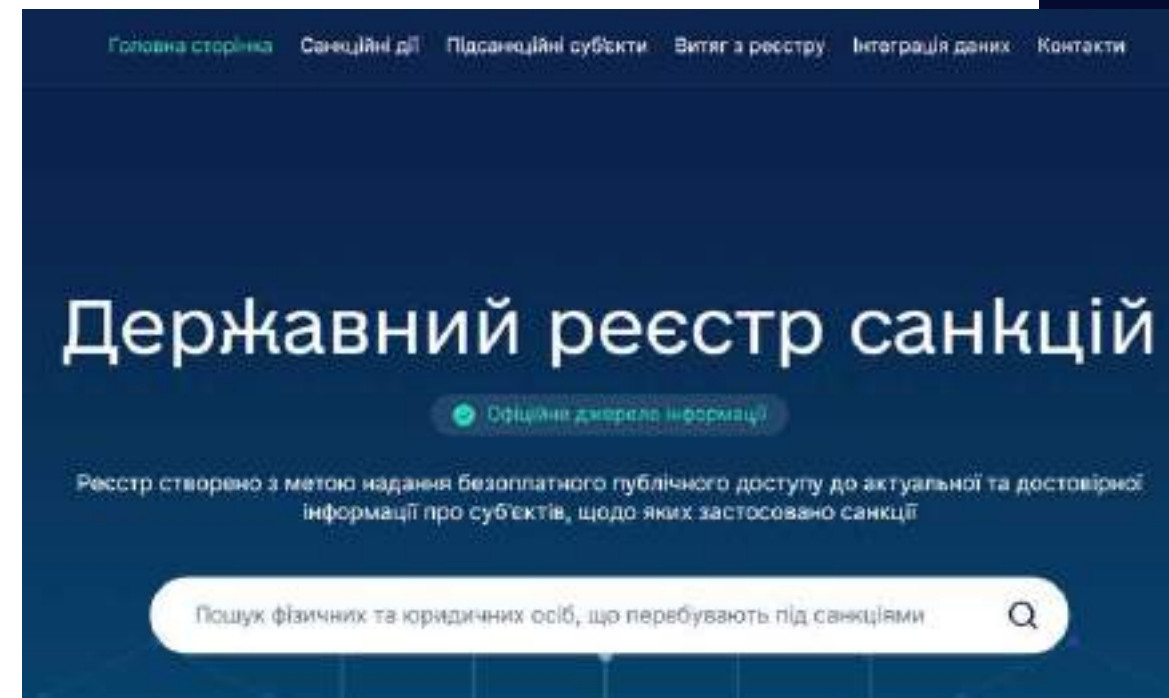 Головна сторінка Санкційні дії Підсанкційні суб'єкти Витяг з реєстру Інтеграція даних Контакти
Державний реєстр санкцій
Офіційне джерело інформації
Реєстр створено з метою надання безоплатного публічного доступу до актуальної та достовірної
інформації про суб'єктів, щодо яких застосовано санкції
Пошук фізичних та юридичних осіб, що перебувають під санкціями